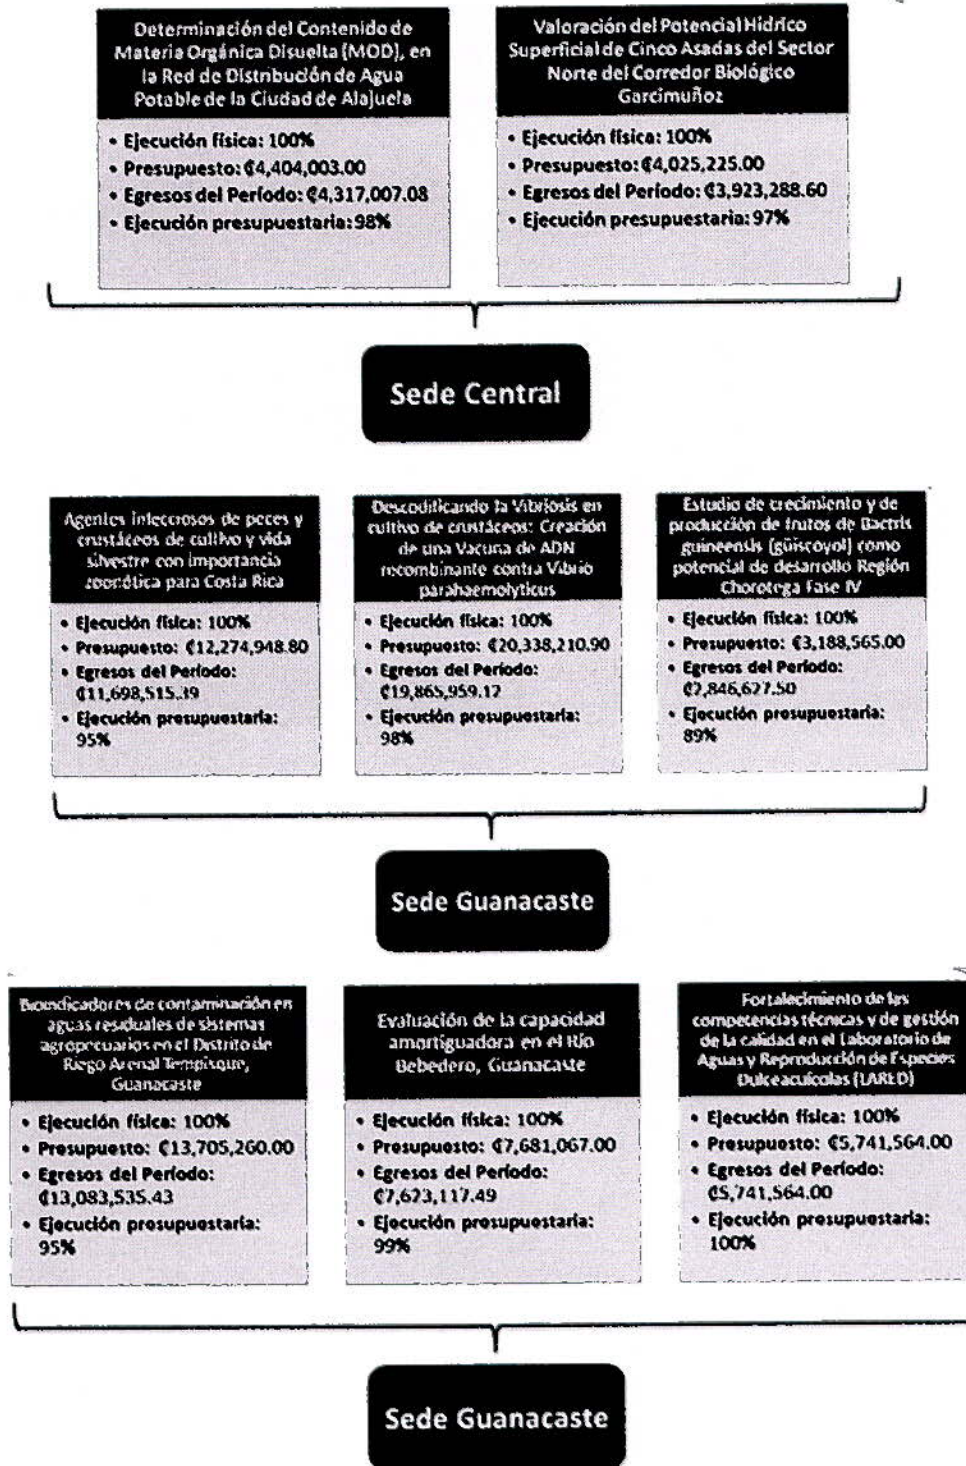 Determinación del Contenido de
Materia Orgánica Disuelta (MOD), en
la Red de Distribución de Agua
Potable de la Ciudad de Alajuela
• Ejecución física: 100%
• Presupuesto: ₡4,404,003.00
• Egresos del Período: ₡4,317,007.08
• Ejecución presupuestaria: 98%
Valoración del Potencial Hídrico
Superficial de Cinco Asadas del Sector
Norte del Corredor Biológico
Garcimuñoz
• Ejecución física: 100%
• Presupuesto: ₡4,025,225.00
• Egresos del Período: ₡3,923,288.60
• Ejecución presupuestaria: 97%
Sede Central
Agentes infecciosos de peces y
crustáceos de cultivo y vida
silvestre con importancia
zoonótica para Costa Rica
• Ejecución física: 100%
• Presupuesto: ₡12,274,948.80
• Egresos del Período:
₡11,698,515.39
• Ejecución presupuestaria:
95%
Descodificando la Vibriosis en
cultivo de crustáceos: Creación
de una Vacuna de ADN
recombinante contra Vibrio
parahaemolyticus
• Ejecución física: 100%
• Presupuesto: ₡20,338,210.90
• Egresos del Período:
₡19,865,959.12
• Ejecución presupuestaria:
98%
Estudio de crecimiento y de
producción de frutos de Bactris
guineensis (güiscoyol) como
potencial de desarrollo Región
Chorotega Fase IV
• Ejecución física: 100%
• Presupuesto: ₡3,188,565.00
• Egresos del Período:
₡2,846,627.50
• Ejecución presupuestaria:
89%
Sede Guanacaste
Bioindicadores de contaminación en
aguas residuales de sistemas
agropecuarios en el Distrito de
Riego Arenal Tempisque,
Guanacaste
• Ejecución física: 100%
• Presupuesto: ₡13,705,260.00
• Egresos del Período:
₡13,083,535.43
• Ejecución presupuestaria:
95%
Evaluación de la capacidad
amortiguadora en el Río
Bebedero, Guanacaste
• Ejecución física: 100%
• Presupuesto: ₡7,681,067.00
• Egresos del Período:
₡7,623,117.49
• Ejecución presupuestaria:
99%
Fortalecimiento de las
competencias técnicas y de gestión
de la calidad en el Laboratorio de
Aguas y Reproducción de Especies
Dulceacuícolas (LARED)
• Ejecución física: 100%
• Presupuesto: ₡5,741,564.00
• Egresos del Período:
₡5,741,564.00
• Ejecución presupuestaria:
100%
Sede Guanacaste